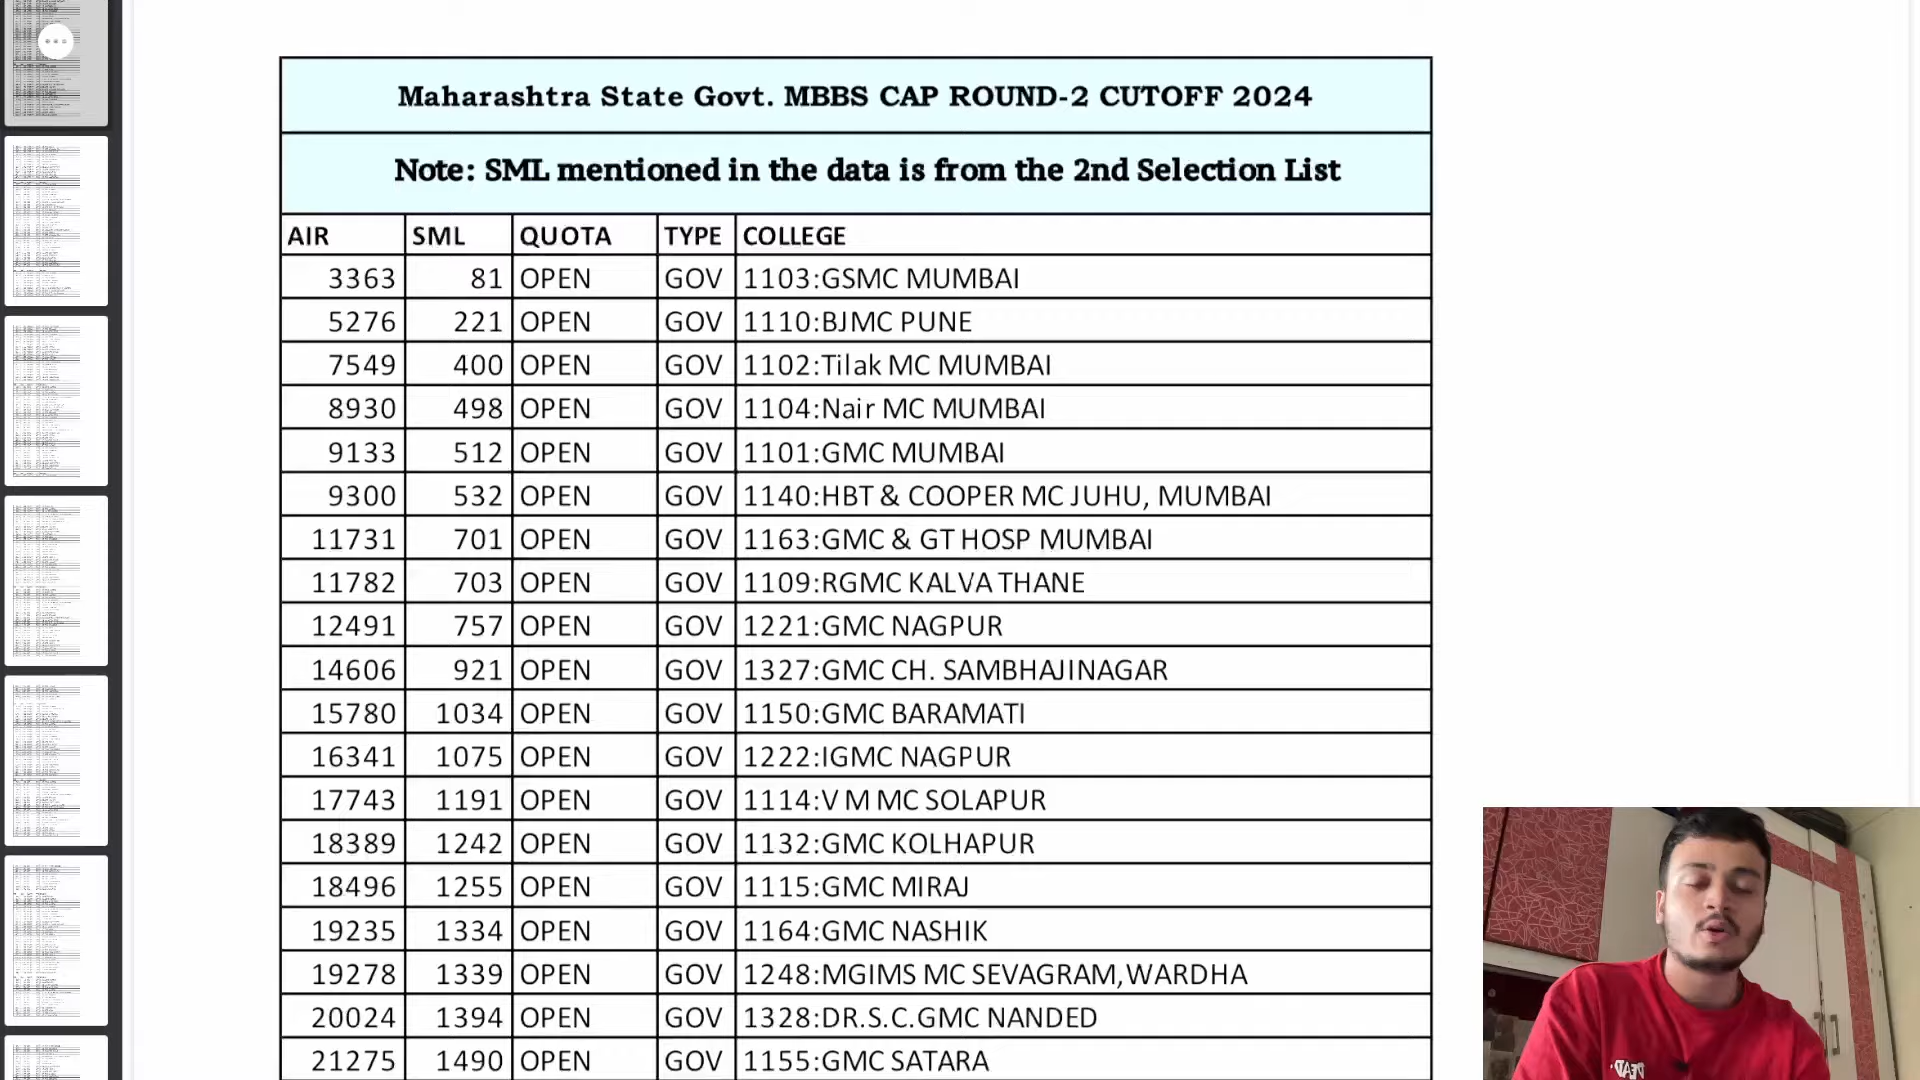 Maharashtra State Govt. MBBS CAP ROUND-2 CUTOFF 2024
Note: SML mentioned in the data is from the 2nd Selection List
AIR SML QUOTA TYPE COLLEGE
3363 81 OPEN GOV 1103:GSMC MUMBAI
5276 221 OPEN GOV 1110:BJMC PUNE
7549 400 OPEN GOV 1102:Tilak MC MUMBAI
8930 498 OPEN GOV 1104:Nair MC MUMBAI
9133 512 OPEN GOV 1101:GMC MUMBAI
9300 532 OPEN GOV 1140:HBT & COOPER MC JUHU, MUMBAI
11731 701 OPEN GOV 1163:GMC & GT HOSP MUMBAI
11782 703 OPEN GOV 1109:RGMC KALVA THANE
12491 757 OPEN GOV 1221:GMC NAGPUR
14606 921 OPEN GOV 1327:GMC CH. SAMBHAJINAGAR
15780 1034 OPEN GOV 1150:GMC BARAMATI
16341 1075 OPEN GOV 1222:IGMC NAGPUR
17743 1191 OPEN GOV 1114:V M MC SOLAPUR
18389 1242 OPEN GOV 1132:GMC KOLHAPUR
18496 1255 OPEN GOV 1115:GMC MIRAJ
19235 1334 OPEN GOV 1164:GMC NASHIK
19278 1339 OPEN GOV 1248:MGIMS MC SEVAGRAM,WARDHA
20024 1394 OPEN GOV 1328:DR.S.C.GMC NANDED
21275 1490 OPEN GOV 1155:GMC SATARA